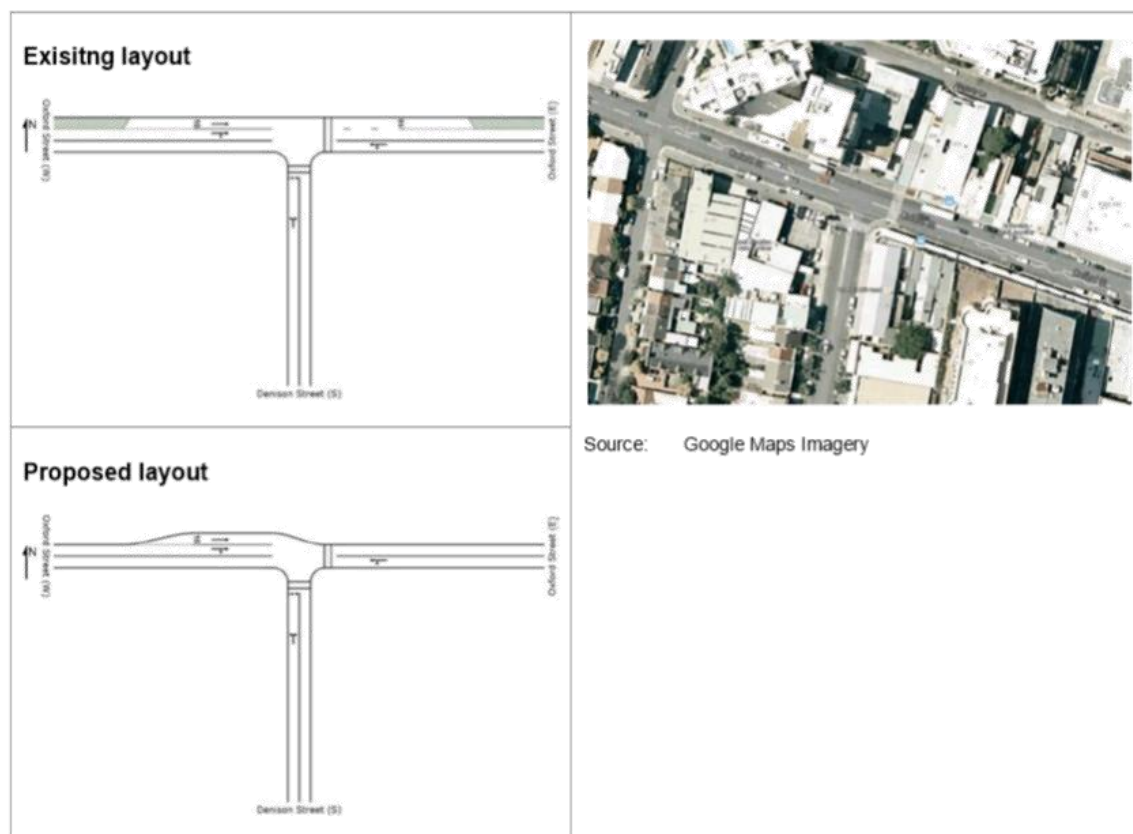 Exisitng layout
N
Oxford Street (W)
Oxford Street (E)
50
Denison Street (S)
Source: Google Maps Imagery
Proposed layout
N
Oxford Street (W)
Oxford Street (E)
Denison Street (S)